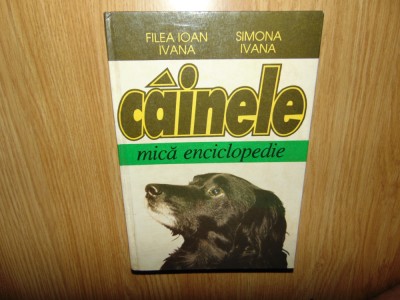 FILEA IOAN IVANA
SIMONA IVANA
câinele
mică enciclopedie